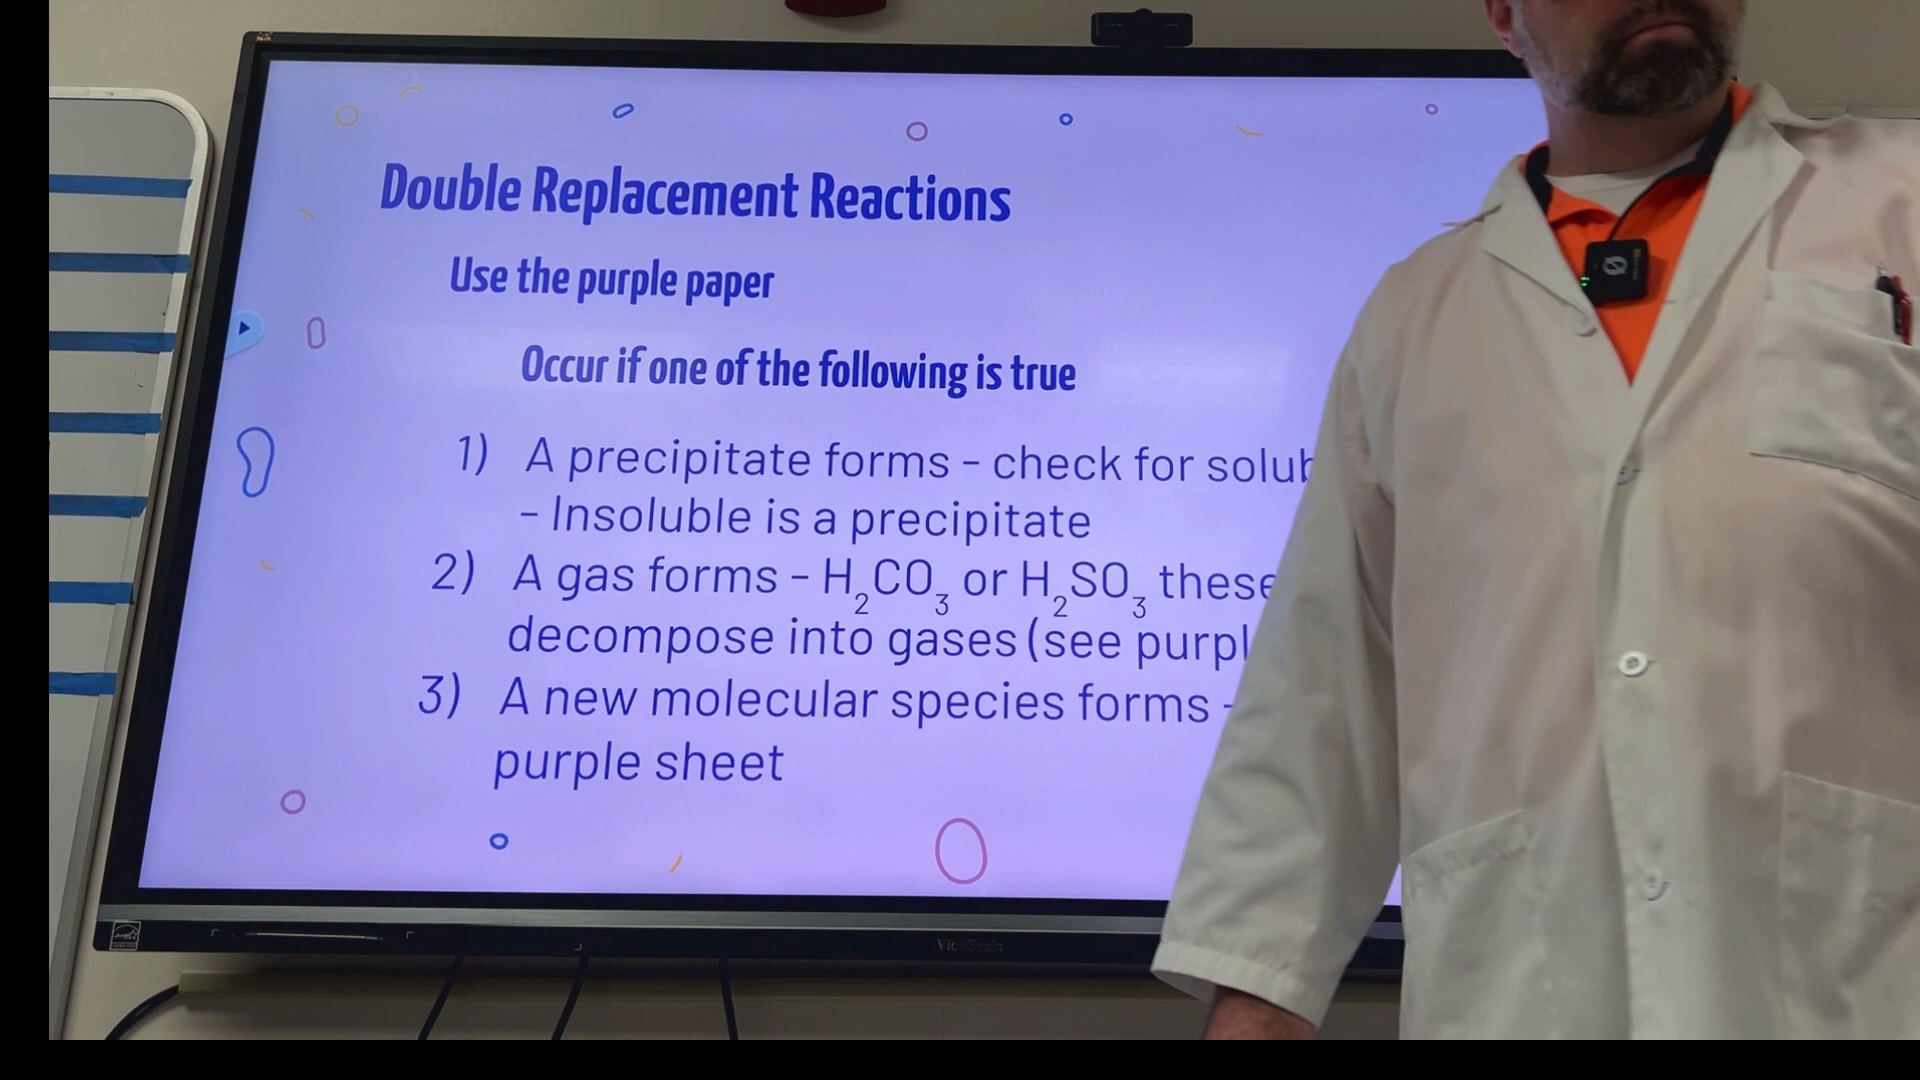 Double Replacement Reactions
Use the purple paper
Occur if one of the following is true
1) A precipitate forms - check for
- Insoluble is a precipitate
2) A gas forms - H₂CO₃ or H₂SO₃ these
decompose into gases (see
3) A new molecular species forms -
purple sheet